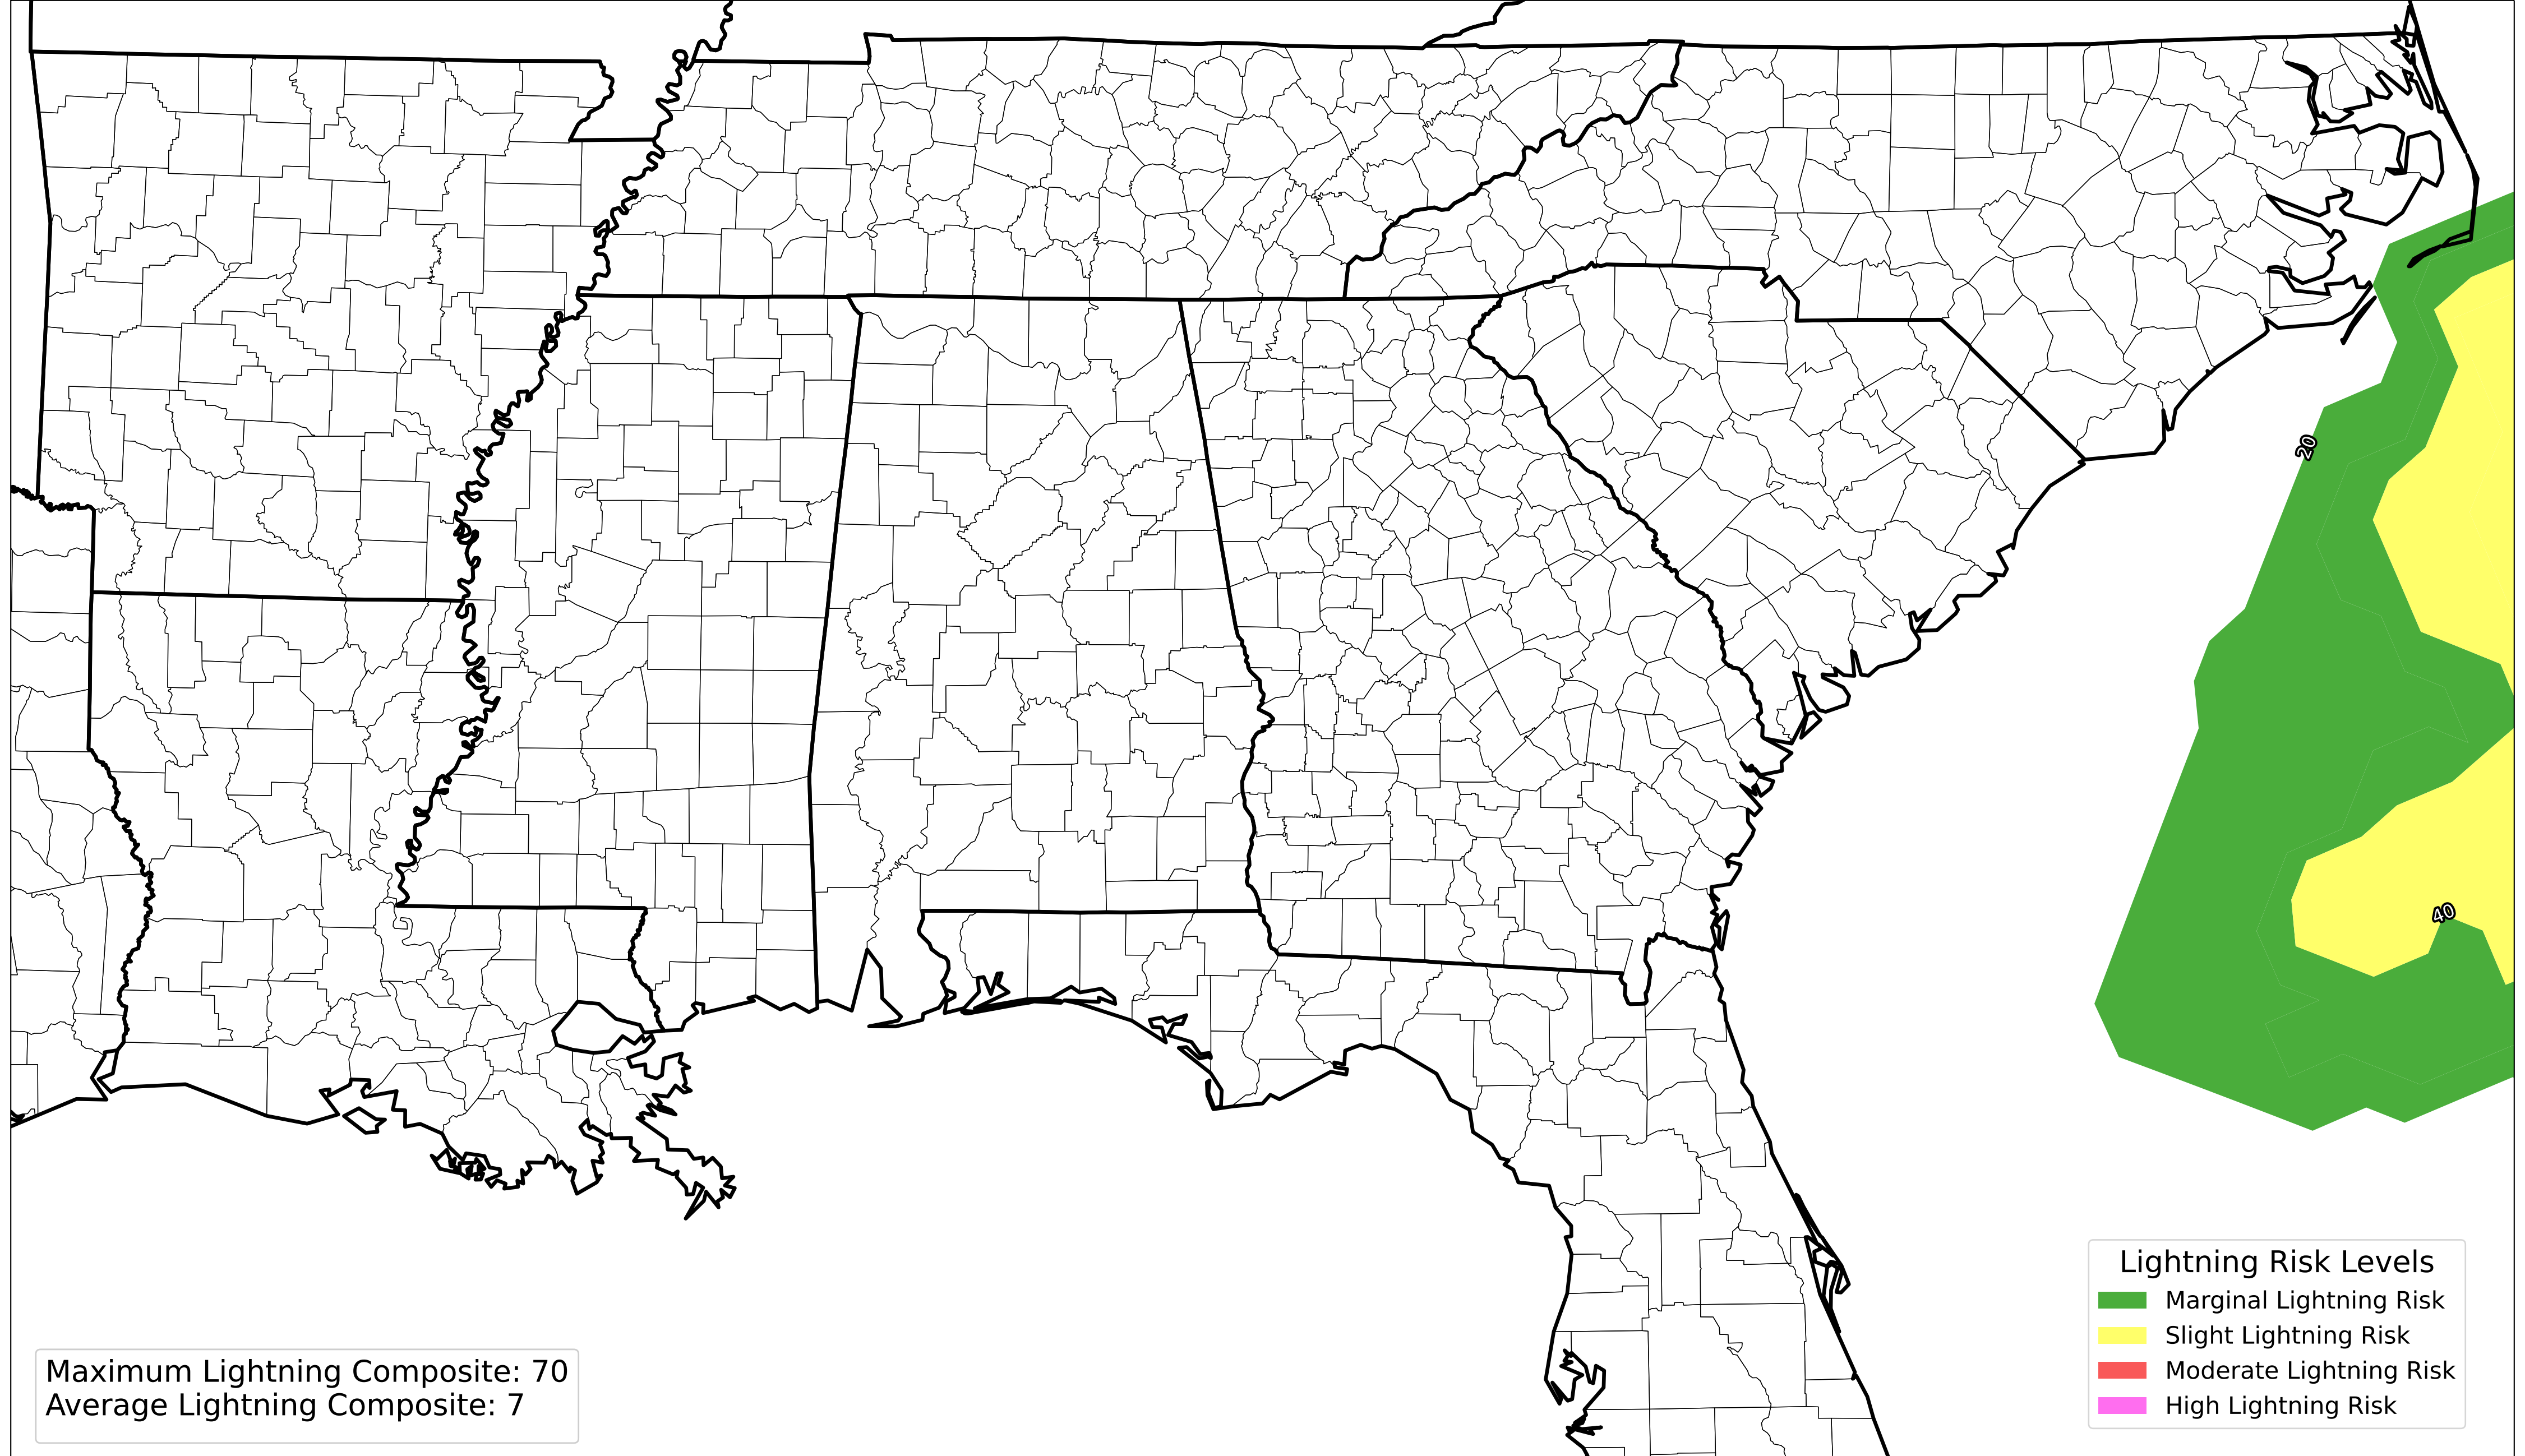 20
40
Lightning Risk Levels
Marginal Lightning Risk
Slight Lightning Risk
Moderate Lightning Risk
High Lightning Risk
Maximum Lightning Composite: 70
Average Lightning Composite: 7